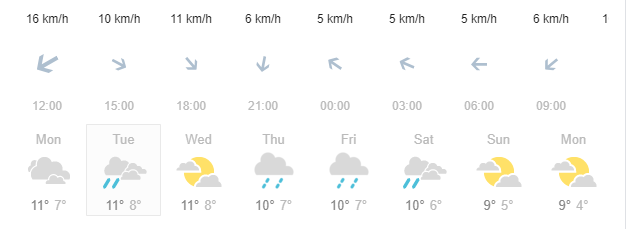 16 km/h 10 km/h 11 km/h 6 km/h 5 km/h 5 km/h 5 km/h 6 km/h 1
12:00 15:00 18:00 21:00 00:00 03:00 06:00 09:00
Mon Tue Wed Thu Fri Sat Sun Mon
11° 7° 11° 8° 11° 8° 10° 7° 10° 7° 10° 6° 9° 5° 9° 4°